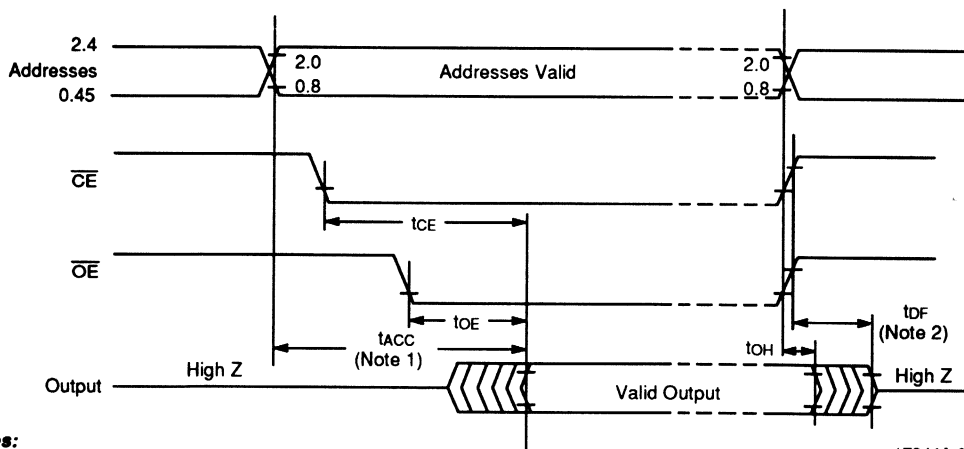 2.4
Addresses
0.45
2.0
0.8
Addresses Valid
2.0
0.8
CE
tCE
OE
tOE
tACC
(Note 1)
tDF
(Note 2)
tOH
High Z
Output
Valid Output
High Z